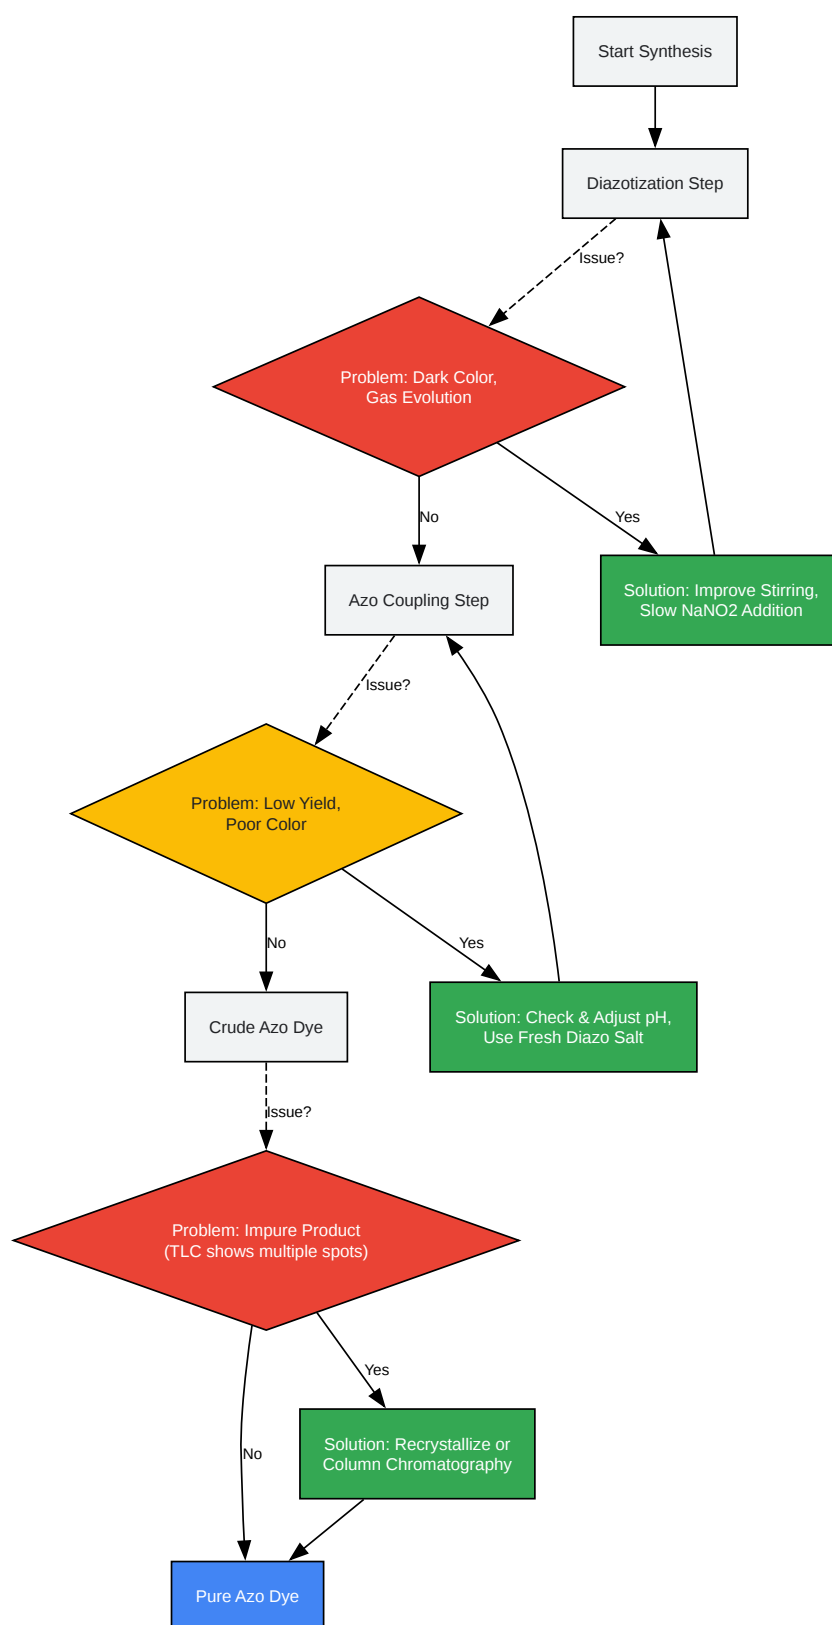 Start Synthesis
Diazotization Step
Issue?
Problem: Dark Color,
Gas Evolution
No
Yes
Azo Coupling Step
Solution: Improve Stirring,
Slow NaNO2 Addition
Issue?
Problem: Low Yield,
Poor Color
No
Yes
Crude Azo Dye
Solution: Check & Adjust pH,
Use Fresh Diazo Salt
Issue?
Problem: Impure Product
(TLC shows multiple spots)
Yes
No
Solution: Recrystallize or
Column Chromatography
Pure Azo Dye